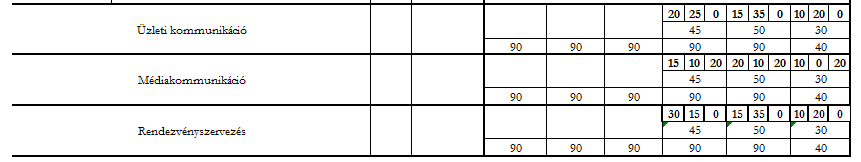 20 25 0 15 35 0 10 20 0
Üzleti kommunikáció 45 50 30
90 90 90 90 90 40
15 10 20 20 10 20 10 0 20
Médiakommunikáció 45 50 30
90 90 90 90 90 40
30 15 0 15 35 0 10 20 0
Rendezvényszervezés 45 50 30
90 90 90 90 90 40